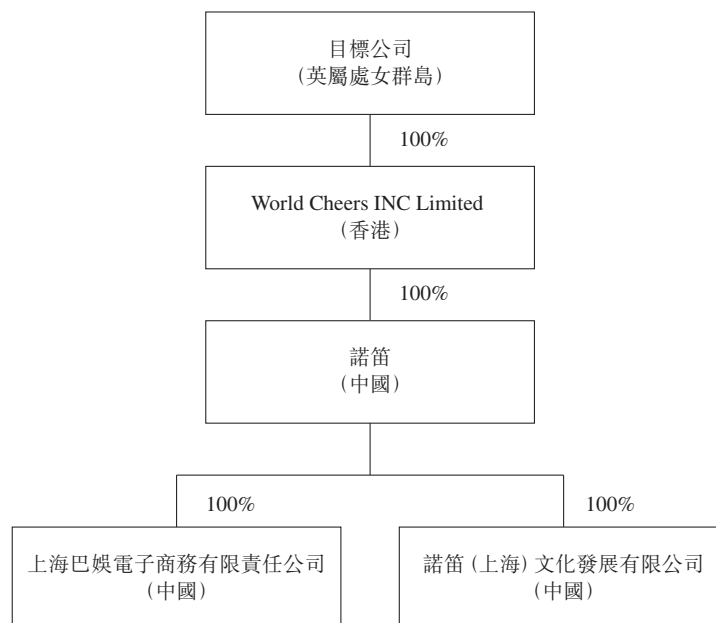 目標公司
（英屬處女群島）
100%
World Cheers INC Limited
（香港）
100%
諾笛
（中國）
100%
100%
上海巴娛電子商務有限責任公司
（中國）
諾笛（上海）文化發展有限公司
（中國）